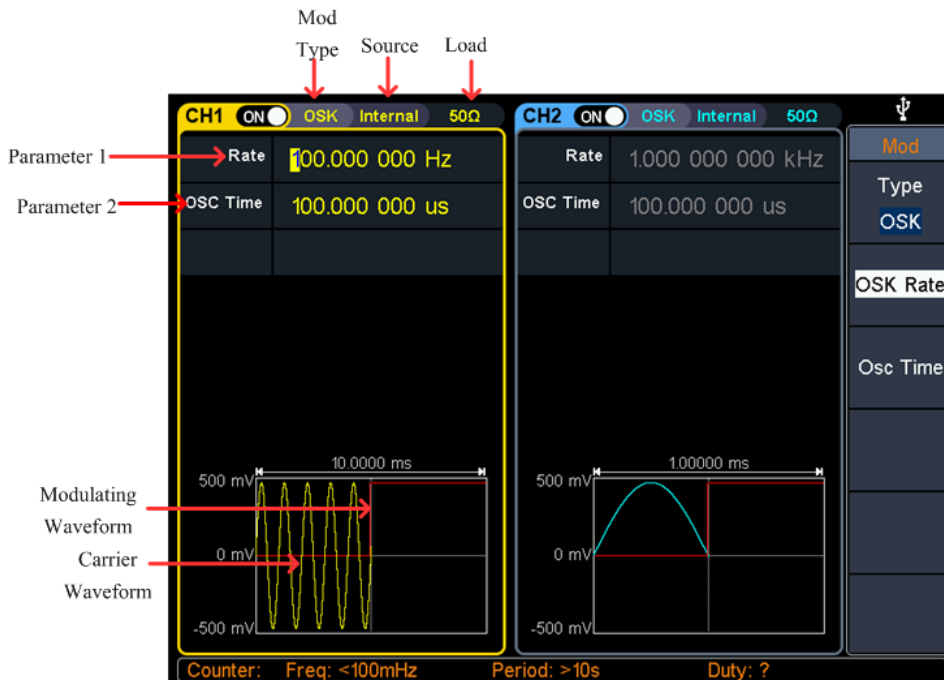 Mod
Type
Source
Load
CH1 ON OSK Internal 50Ω
CH2 ON OSK Internal 50Ω
Parameter 1
Rate 100.000 000 Hz
Rate 1.000 000 000 kHz
Mod
Parameter 2
OSC Time 100.000 000 us
OSC Time 100.000 000 us
Type
OSK
OSK Rate
Osc Time
10.0000 ms
500 mV
0 mV
-500 mV
1.00000 ms
500 mV
0 mV
-500 mV
Modulating
Waveform
Carrier
Waveform
Counter: Freq: <100mHz Period: >10s Duty: ?